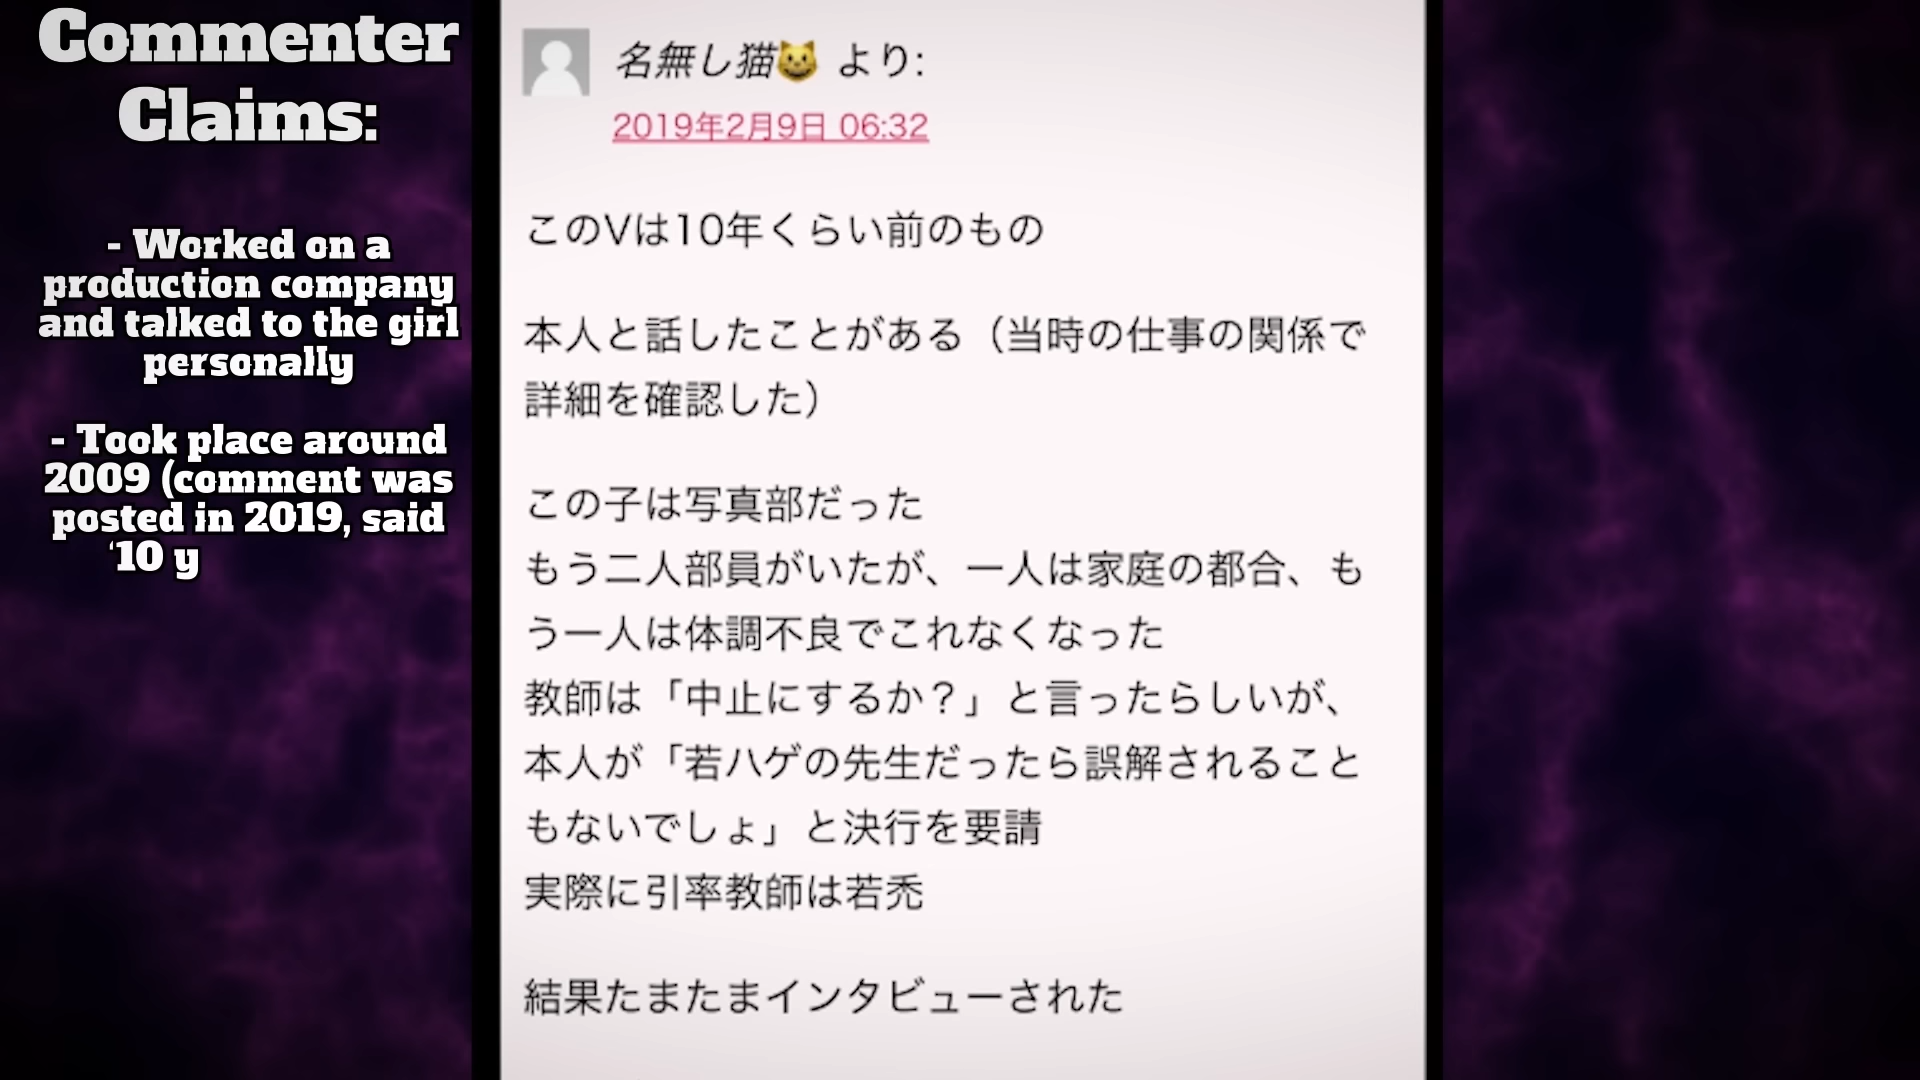 Commenter
Claims:
- Worked on a
production company
and talked to the girl
personally
- Took place around
2009 (comment was
posted in 2019, said
'10 y
名無し猫😺 より:
2019年2月9日 06:32
このVは10年くらい前のもの
本人と話したことがある（当時の仕事の関係で
詳細を確認した）
この子は写真部だった
もう二人部員がいたが、一人は家庭の都合、も
う一人は体調不良でこれなくなった
教師は「中止にするか？」と言ったらしいが、
本人が「若ハゲの先生だったら誤解されること
もないでしょ」と決行を要請
実際に引率教師は若禿
結果たまたまインタビューされた